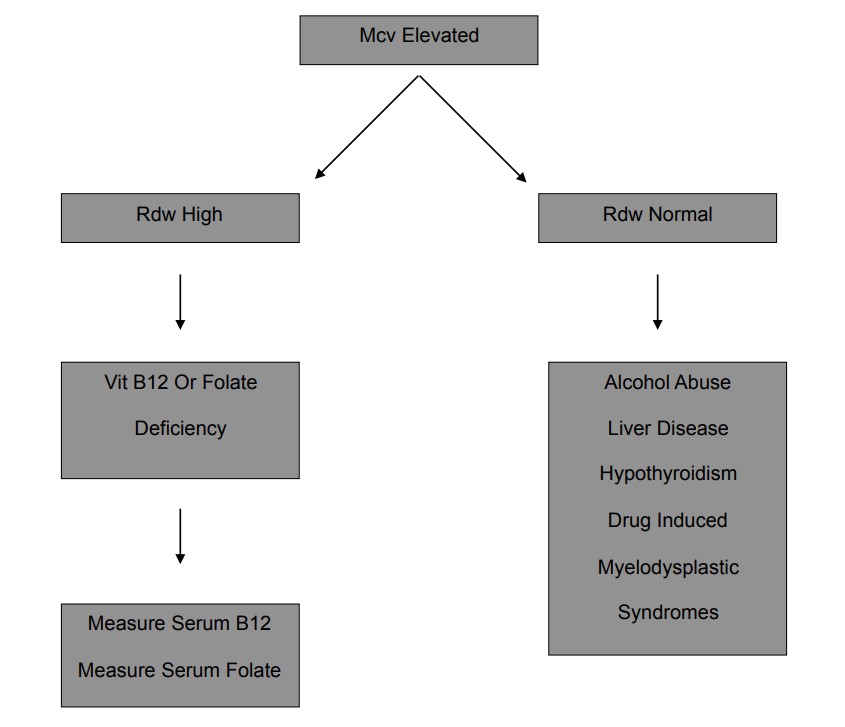 Mcv Elevated
Rdw High
Rdw Normal
Vit B12 Or Folate
Deficiency
Alcohol Abuse
Liver Disease
Hypothyroidism
Drug Induced
Myelodysplastic
Syndromes
Measure Serum B12
Measure Serum Folate